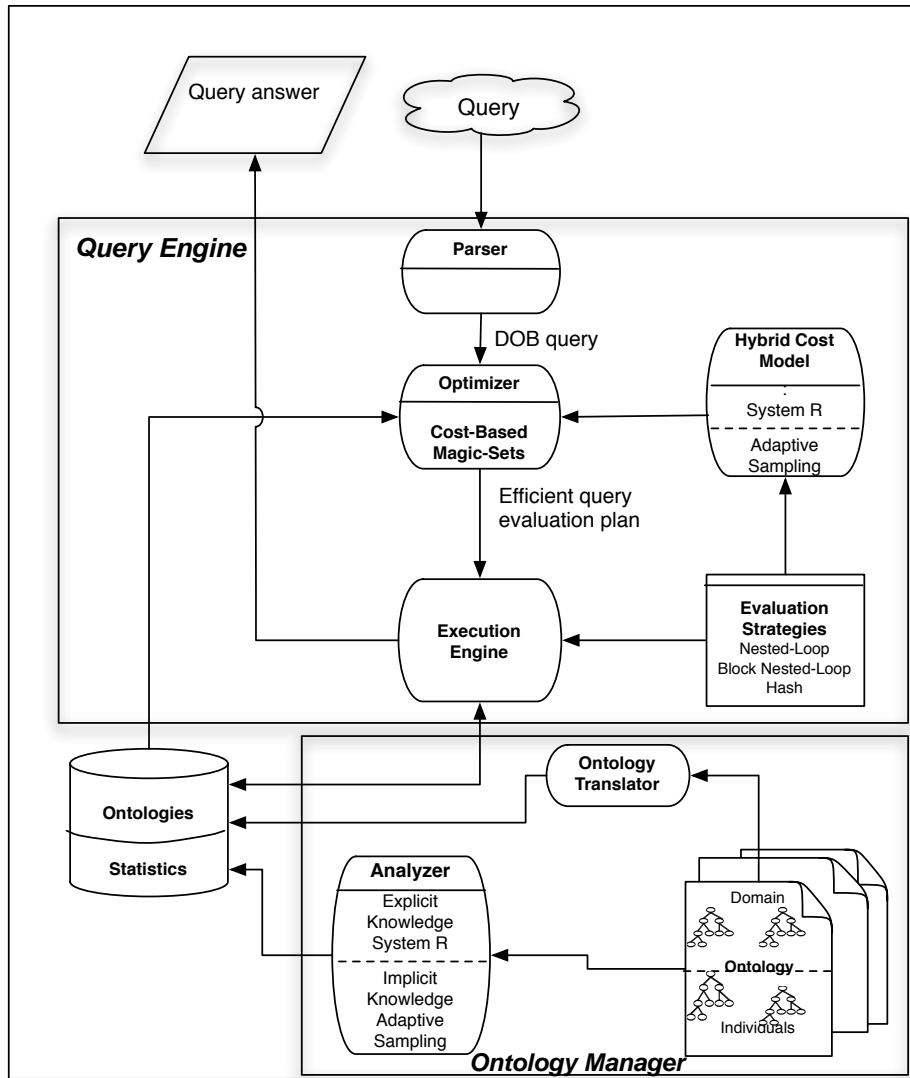 Query answer
Query
Query Engine
Parser
DOB query
Hybrid Cost
Model
:
System R
Adaptive
Sampling
Optimizer
Cost-Based
Magic-Sets
Efficient query
evaluation plan
Execution
Engine
Evaluation
Strategies
Nested-Loop
Block Nested-Loop
Hash
Ontology
Translator
Ontologies
Statistics
Analyzer
Explicit
Knowledge
System R
Implicit
Knowledge
Adaptive
Sampling
Domain
Ontology
Individuals
Ontology Manager